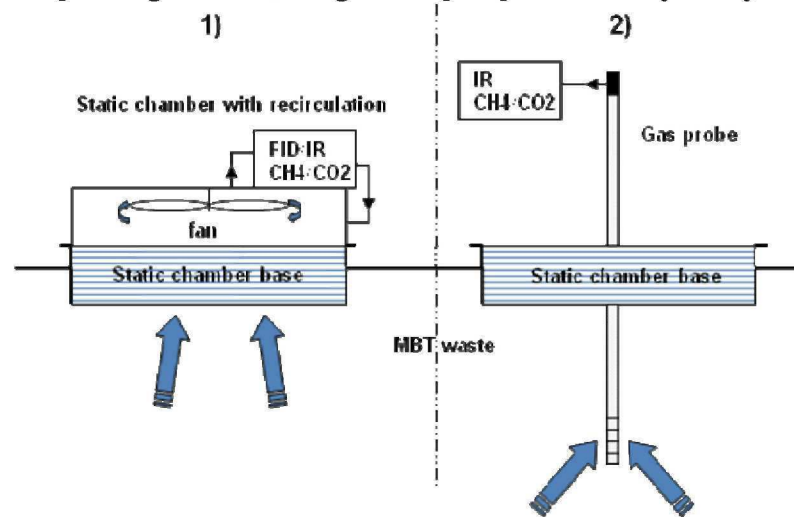 1)
2)
Static chamber with recirculation
FID/IR
CH4/CO2
fan
Static chamber base
IR
CH4/CO2
Gas probe
Static chamber base
MBT waste